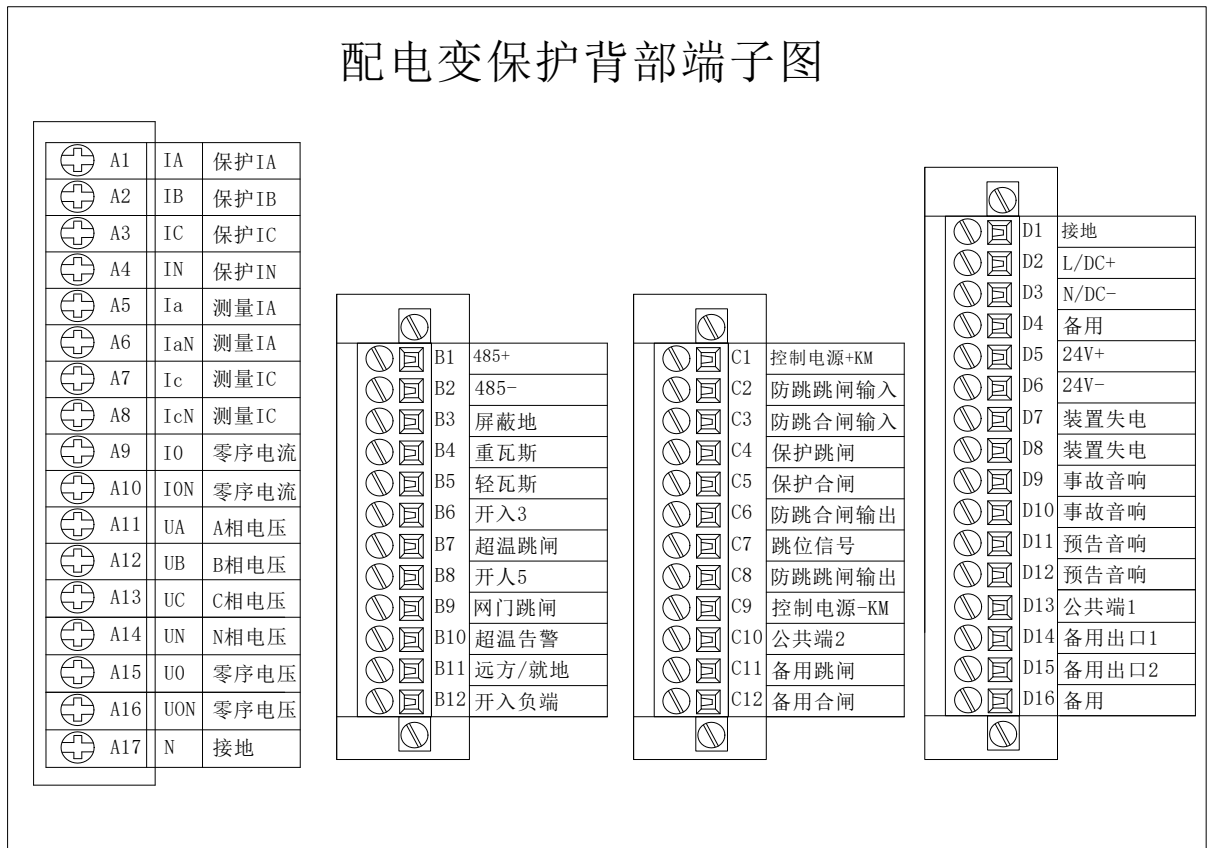 配电变保护背部端子图
A1 IA 保护IA
A2 IB 保护IB
A3 IC 保护IC
A4 IN 保护IN
A5 Ia 测量IA
A6 IaN 测量IA
A7 Ic 测量IC
A8 IcN 测量IC
A9 I0 零序电流
A10 I0N 零序电流
A11 UA A相电压
A12 UB B相电压
A13 UC C相电压
A14 UN N相电压
A15 U0 零序电压
A16 U0N 零序电压
A17 N 接地
B1 485+
B2 485-
B3 屏蔽地
B4 重瓦斯
B5 轻瓦斯
B6 开入3
B7 超温跳闸
B8 开人5
B9 网门跳闸
B10 超温告警
B11 远方/就地
B12 开入负端
C1 控制电源+KM
C2 防跳跳闸输入
C3 防跳合闸输入
C4 保护跳闸
C5 保护合闸
C6 防跳合闸输出
C7 跳位信号
C8 防跳跳闸输出
C9 控制电源-KM
C10 公共端2
C11 备用跳闸
C12 备用合闸
D1 接地
D2 L/DC+
D3 N/DC-
D4 备用
D5 24V+
D6 24V-
D7 装置失电
D8 装置失电
D9 事故音响
D10 事故音响
D11 预告音响
D12 预告音响
D13 公共端1
D14 备用出口1
D15 备用出口2
D16 备用